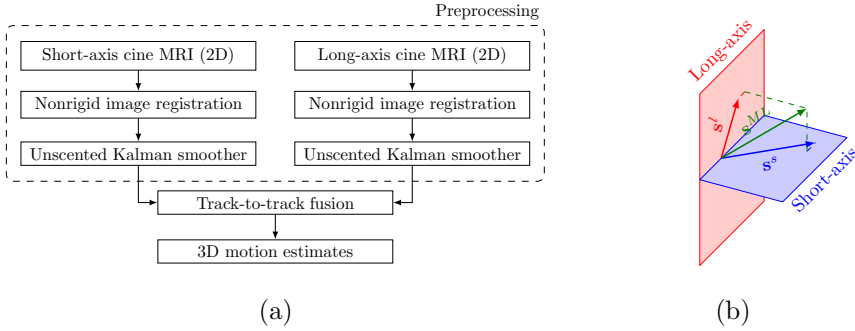 Preprocessing
Short-axis cine MRI (2D)
Long-axis cine MRI (2D)
Nonrigid image registration
Nonrigid image registration
Unscented Kalman smoother
Unscented Kalman smoother
Track-to-track fusion
3D motion estimates
(a)
Long-axis
s^l
s^ML
s^s
Short-axis
(b)